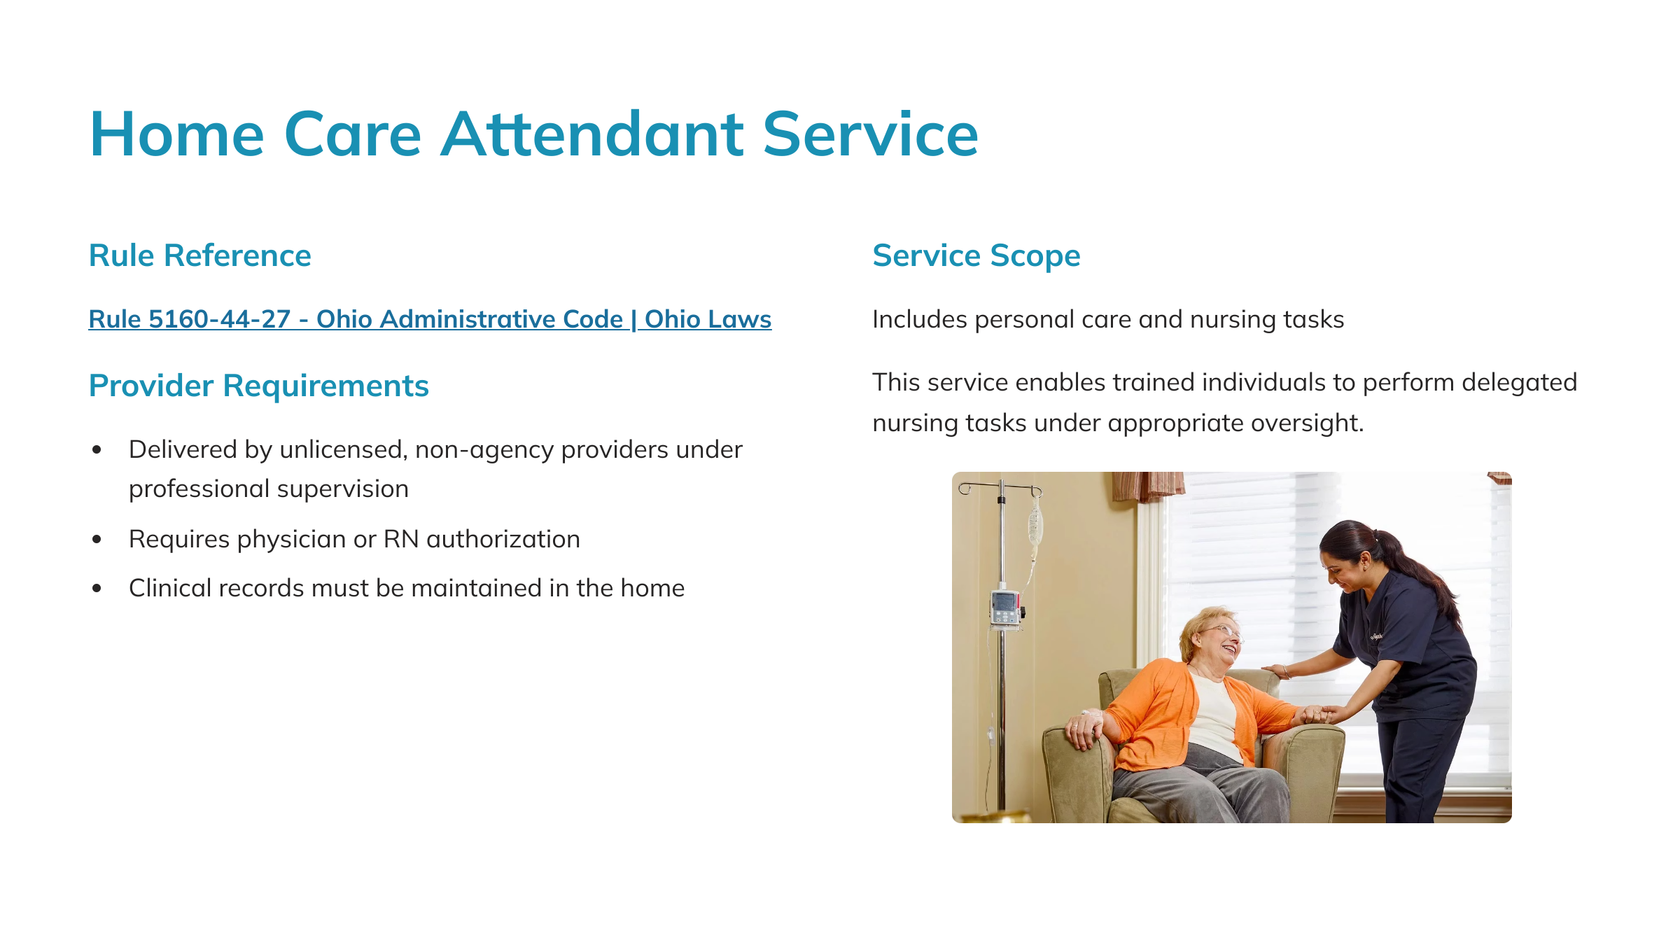 Home Care Attendant Service
Rule Reference
Rule 5160-44-27 - Ohio Administrative Code | Ohio Laws
Provider Requirements
• Delivered by unlicensed, non-agency providers under
professional supervision
• Requires physician or RN authorization
• Clinical records must be maintained in the home
Service Scope
Includes personal care and nursing tasks
This service enables trained individuals to perform delegated
nursing tasks under appropriate oversight.